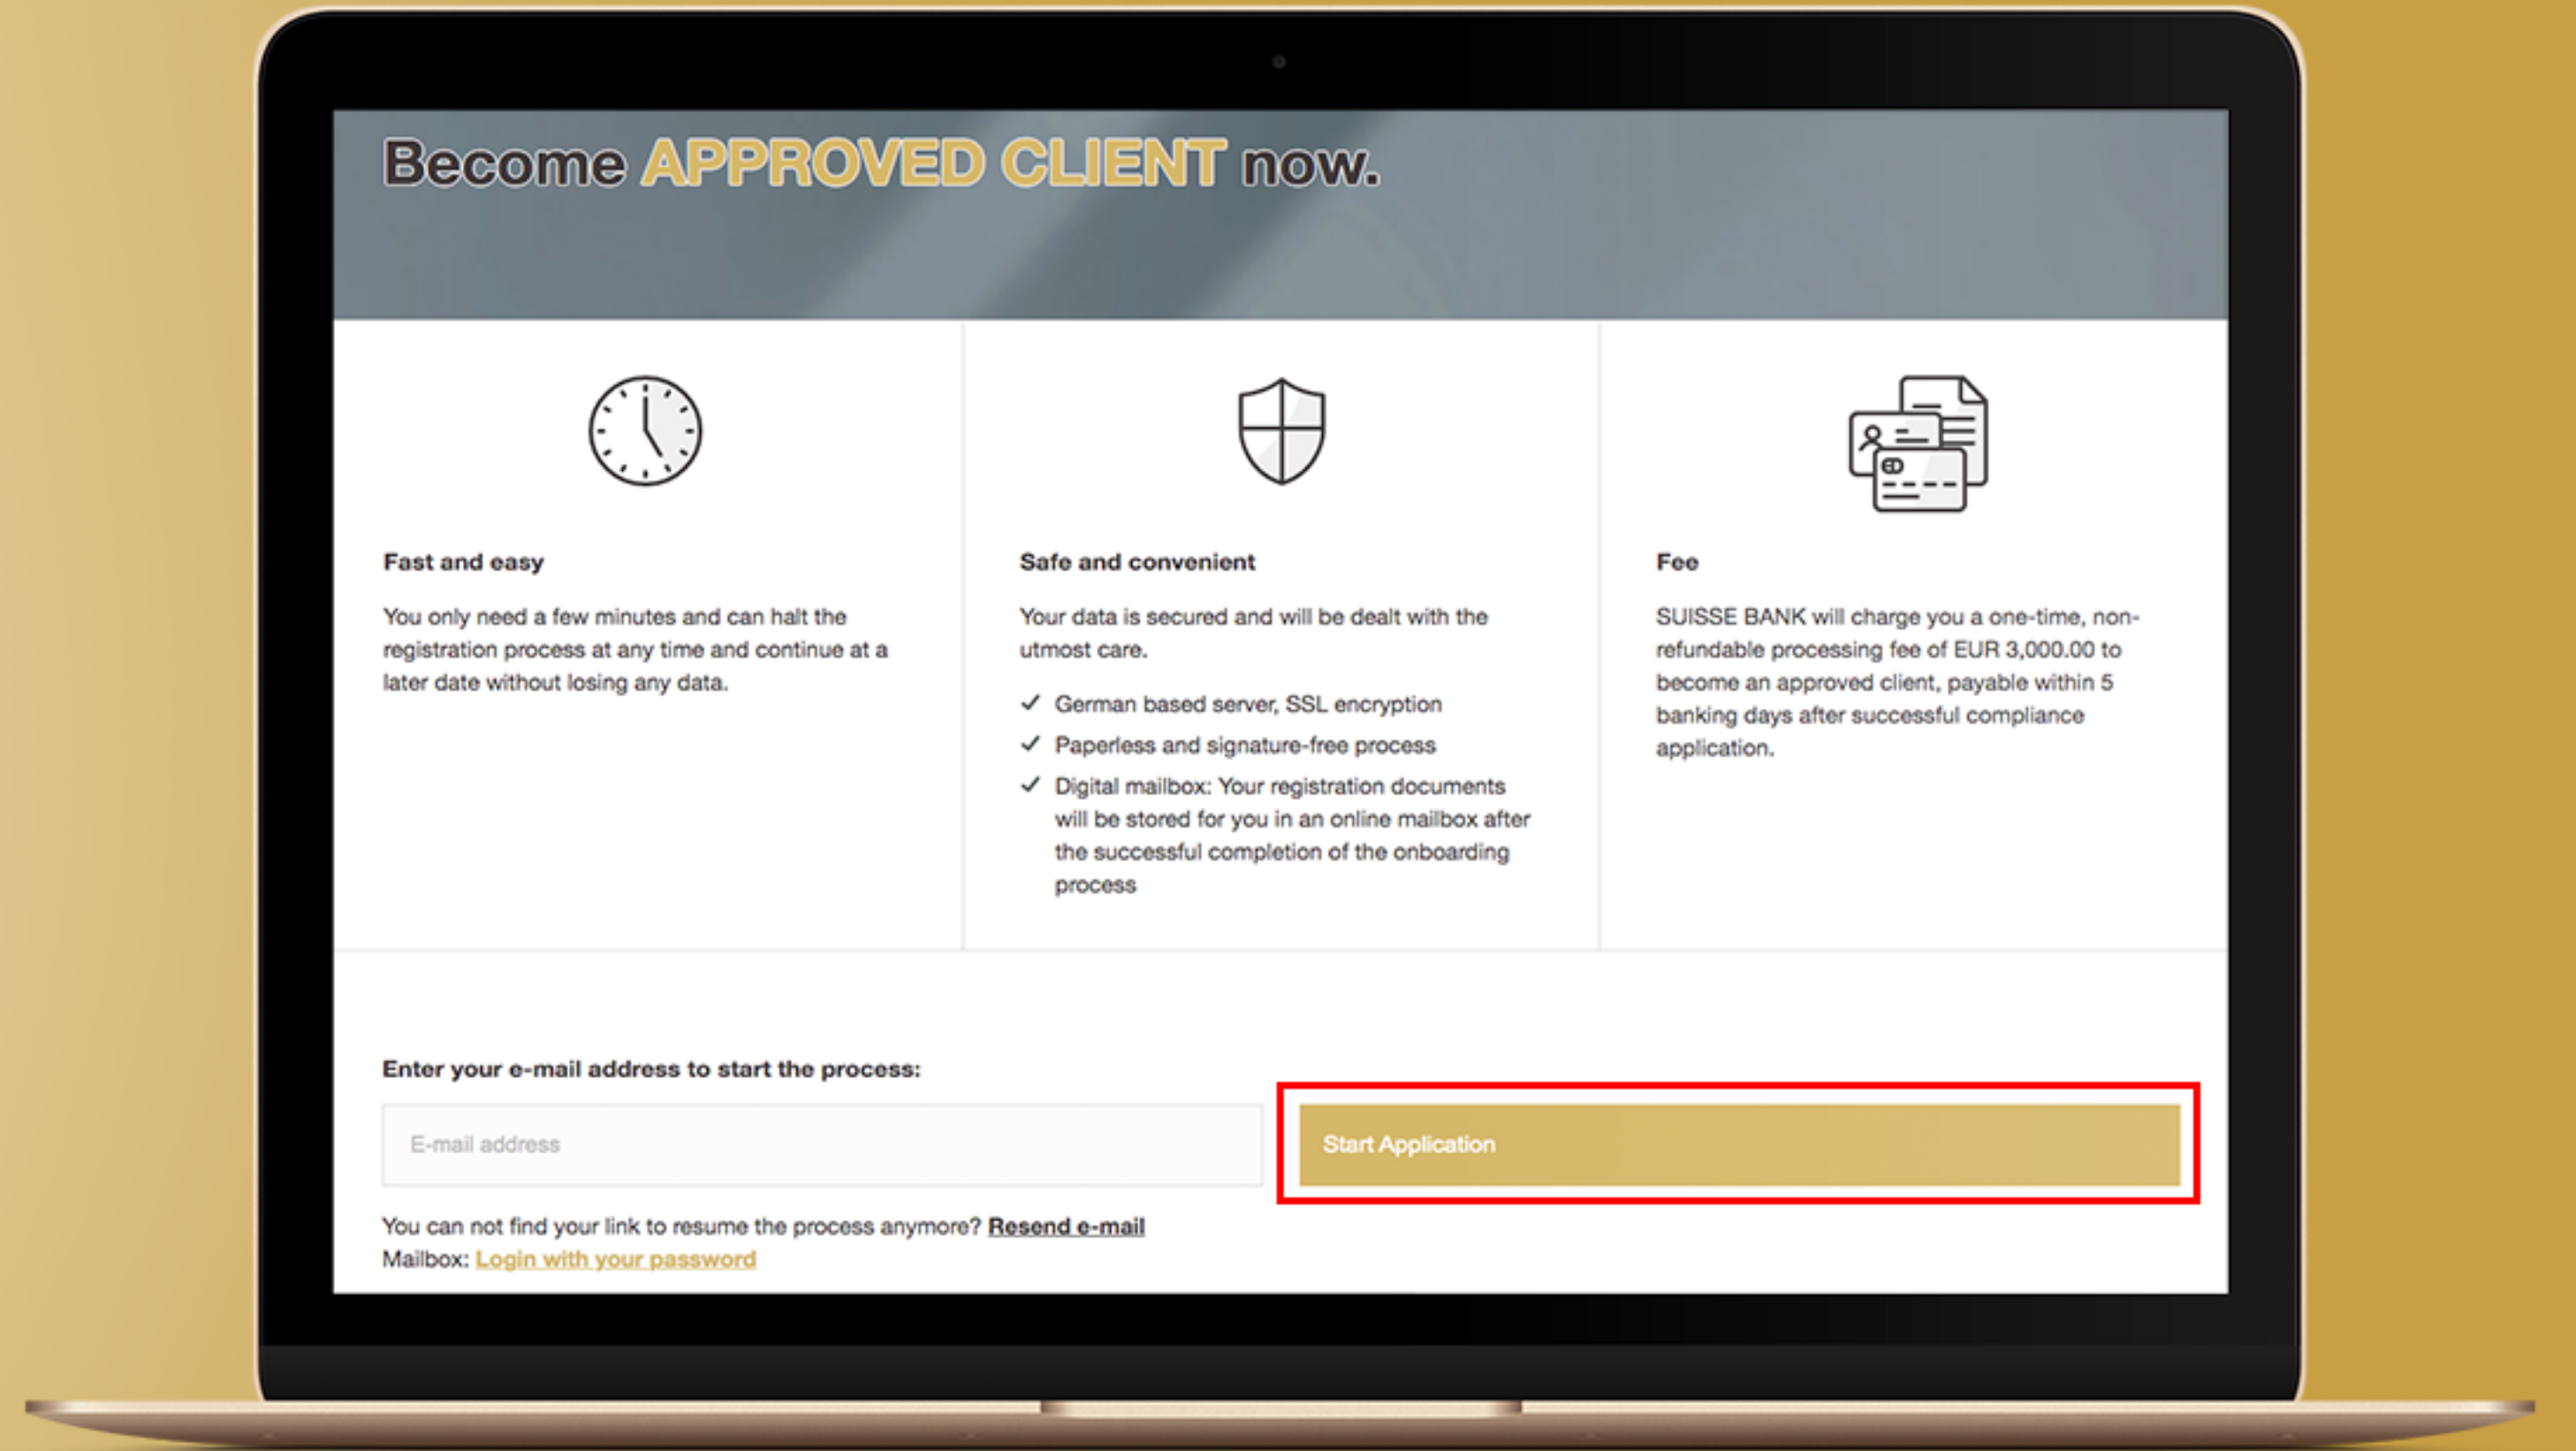 Become APPROVED CLIENT now.
Fast and easy
You only need a few minutes and can halt the
registration process at any time and continue at a
later date without losing any data.
Safe and convenient
Your data is secured and will be dealt with the
utmost care.
German based server, SSL encryption
Paperless and signature-free process
Digital mailbox: Your registration documents
will be stored for you in an online mailbox after
the successful completion of the onboarding
process
Fee
SUISSE BANK will charge you a one-time, non-
refundable processing fee of EUR 3,000.00 to
become an approved client, payable within 5
banking days after successful compliance
application.
Enter your e-mail address to start the process:
E-mail address
Start Application
You can not find your link to resume the process anymore? Resend e-mail
Mailbox: Login with your password